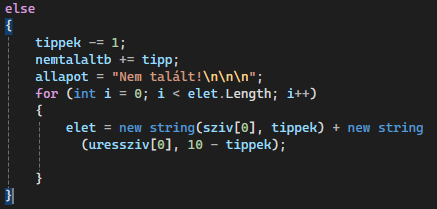 else
{
tippek -= 1;
nemtalaltb += tipp;
allapot = "Nem talált!\n\n\n";
for (int i = 0; i < elet.Length; i++)
{
elet = new string(sziv[0], tippek) + new string
(uressziv[0], 10 - tippek);
}
}